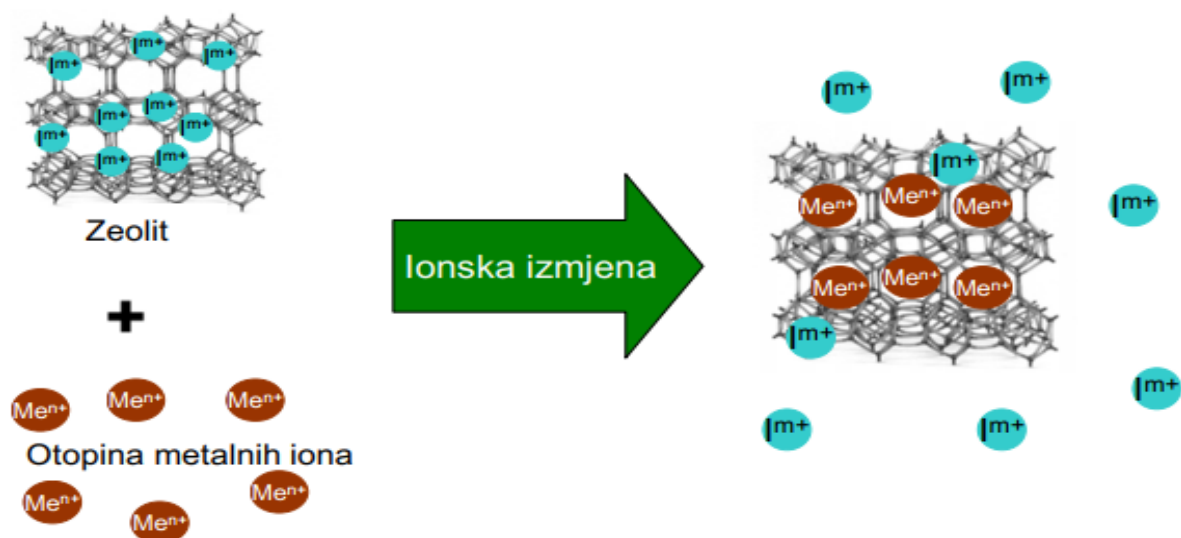 Iᵐ⁺
Iᵐ⁺
Iᵐ⁺
Iᵐ⁺
Iᵐ⁺
Iᵐ⁺
Iᵐ⁺
Iᵐ⁺
Iᵐ⁺
Zeolit
+
Meⁿ⁺
Meⁿ⁺
Meⁿ⁺
Otopina metalnih iona
Meⁿ⁺
Meⁿ⁺
Meⁿ⁺
Ionska izmjena
Iᵐ⁺
Iᵐ⁺
Iᵐ⁺
Meⁿ⁺
Meⁿ⁺
Meⁿ⁺
Iᵐ⁺
Meⁿ⁺
Meⁿ⁺
Meⁿ⁺
Iᵐ⁺
Iᵐ⁺
Iᵐ⁺
Iᵐ⁺